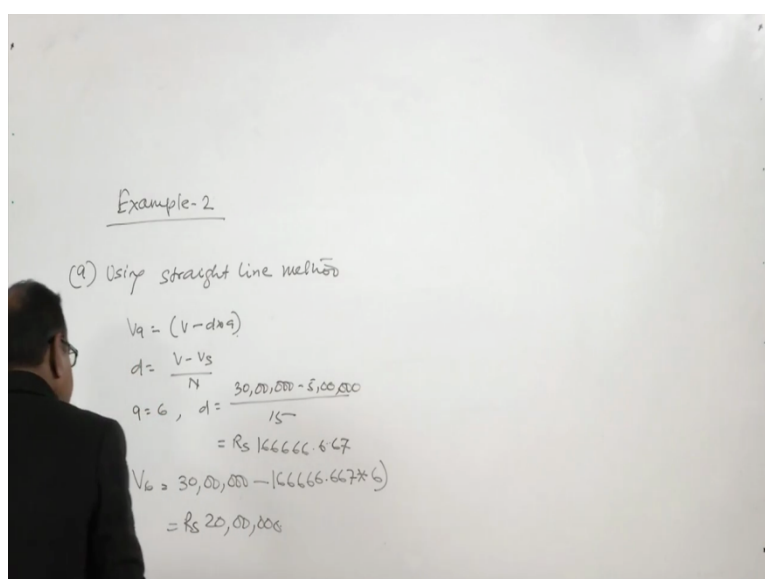 Example-2
(a) Using straight line method
Va = (V-d*a)
d = V-Vs / N
a=6, d = 30,00,000-5,00,000 / 15
= Rs 166666.667
V6 = 30,00,000 - 166666.667*6)
= Rs 20,00,000